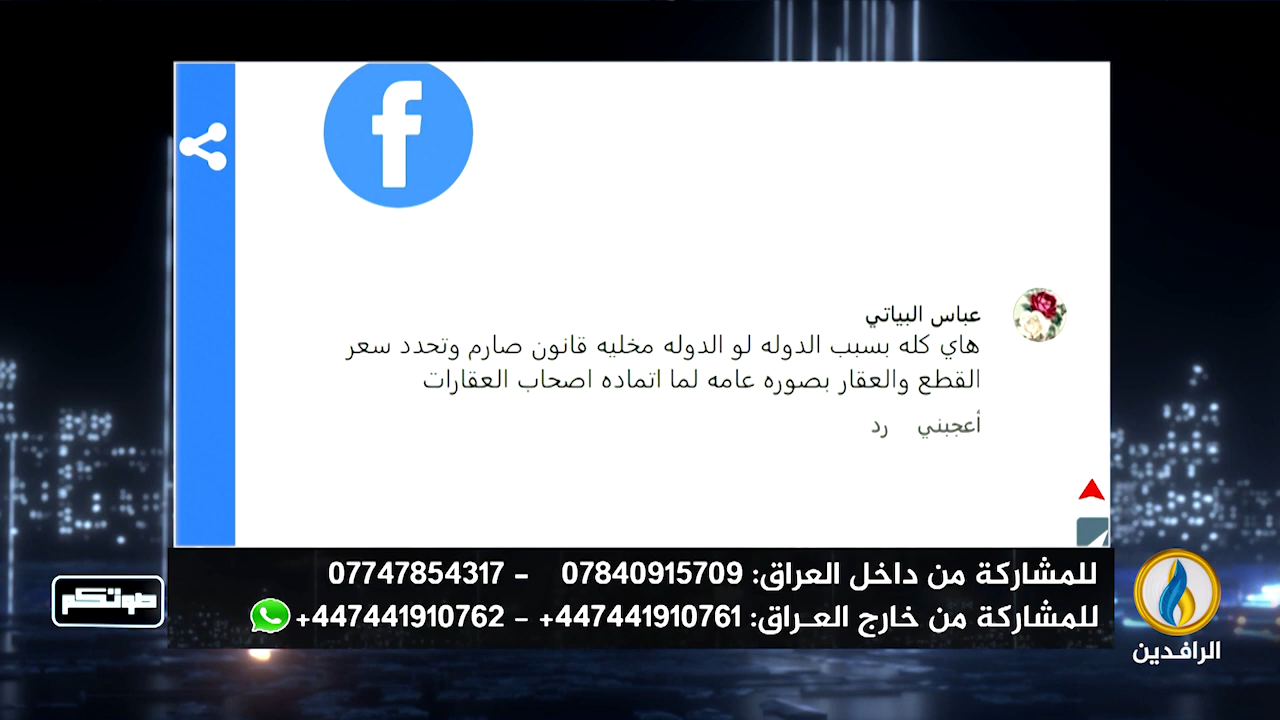 عباس البياتي
هاي كله بسبب الدوله لو الدوله مخليه قانون صارم وتحدد سعر
القطع والعقار بصوره عامه لما اتماده اصحاب العقارات
أعجبني رد
للمشاركة من داخل العراق: 07840915709 - 07747854317
للمشاركة من خارج العـراق: 447441910761+ - 447441910762+
صوتكم
الرافـدين